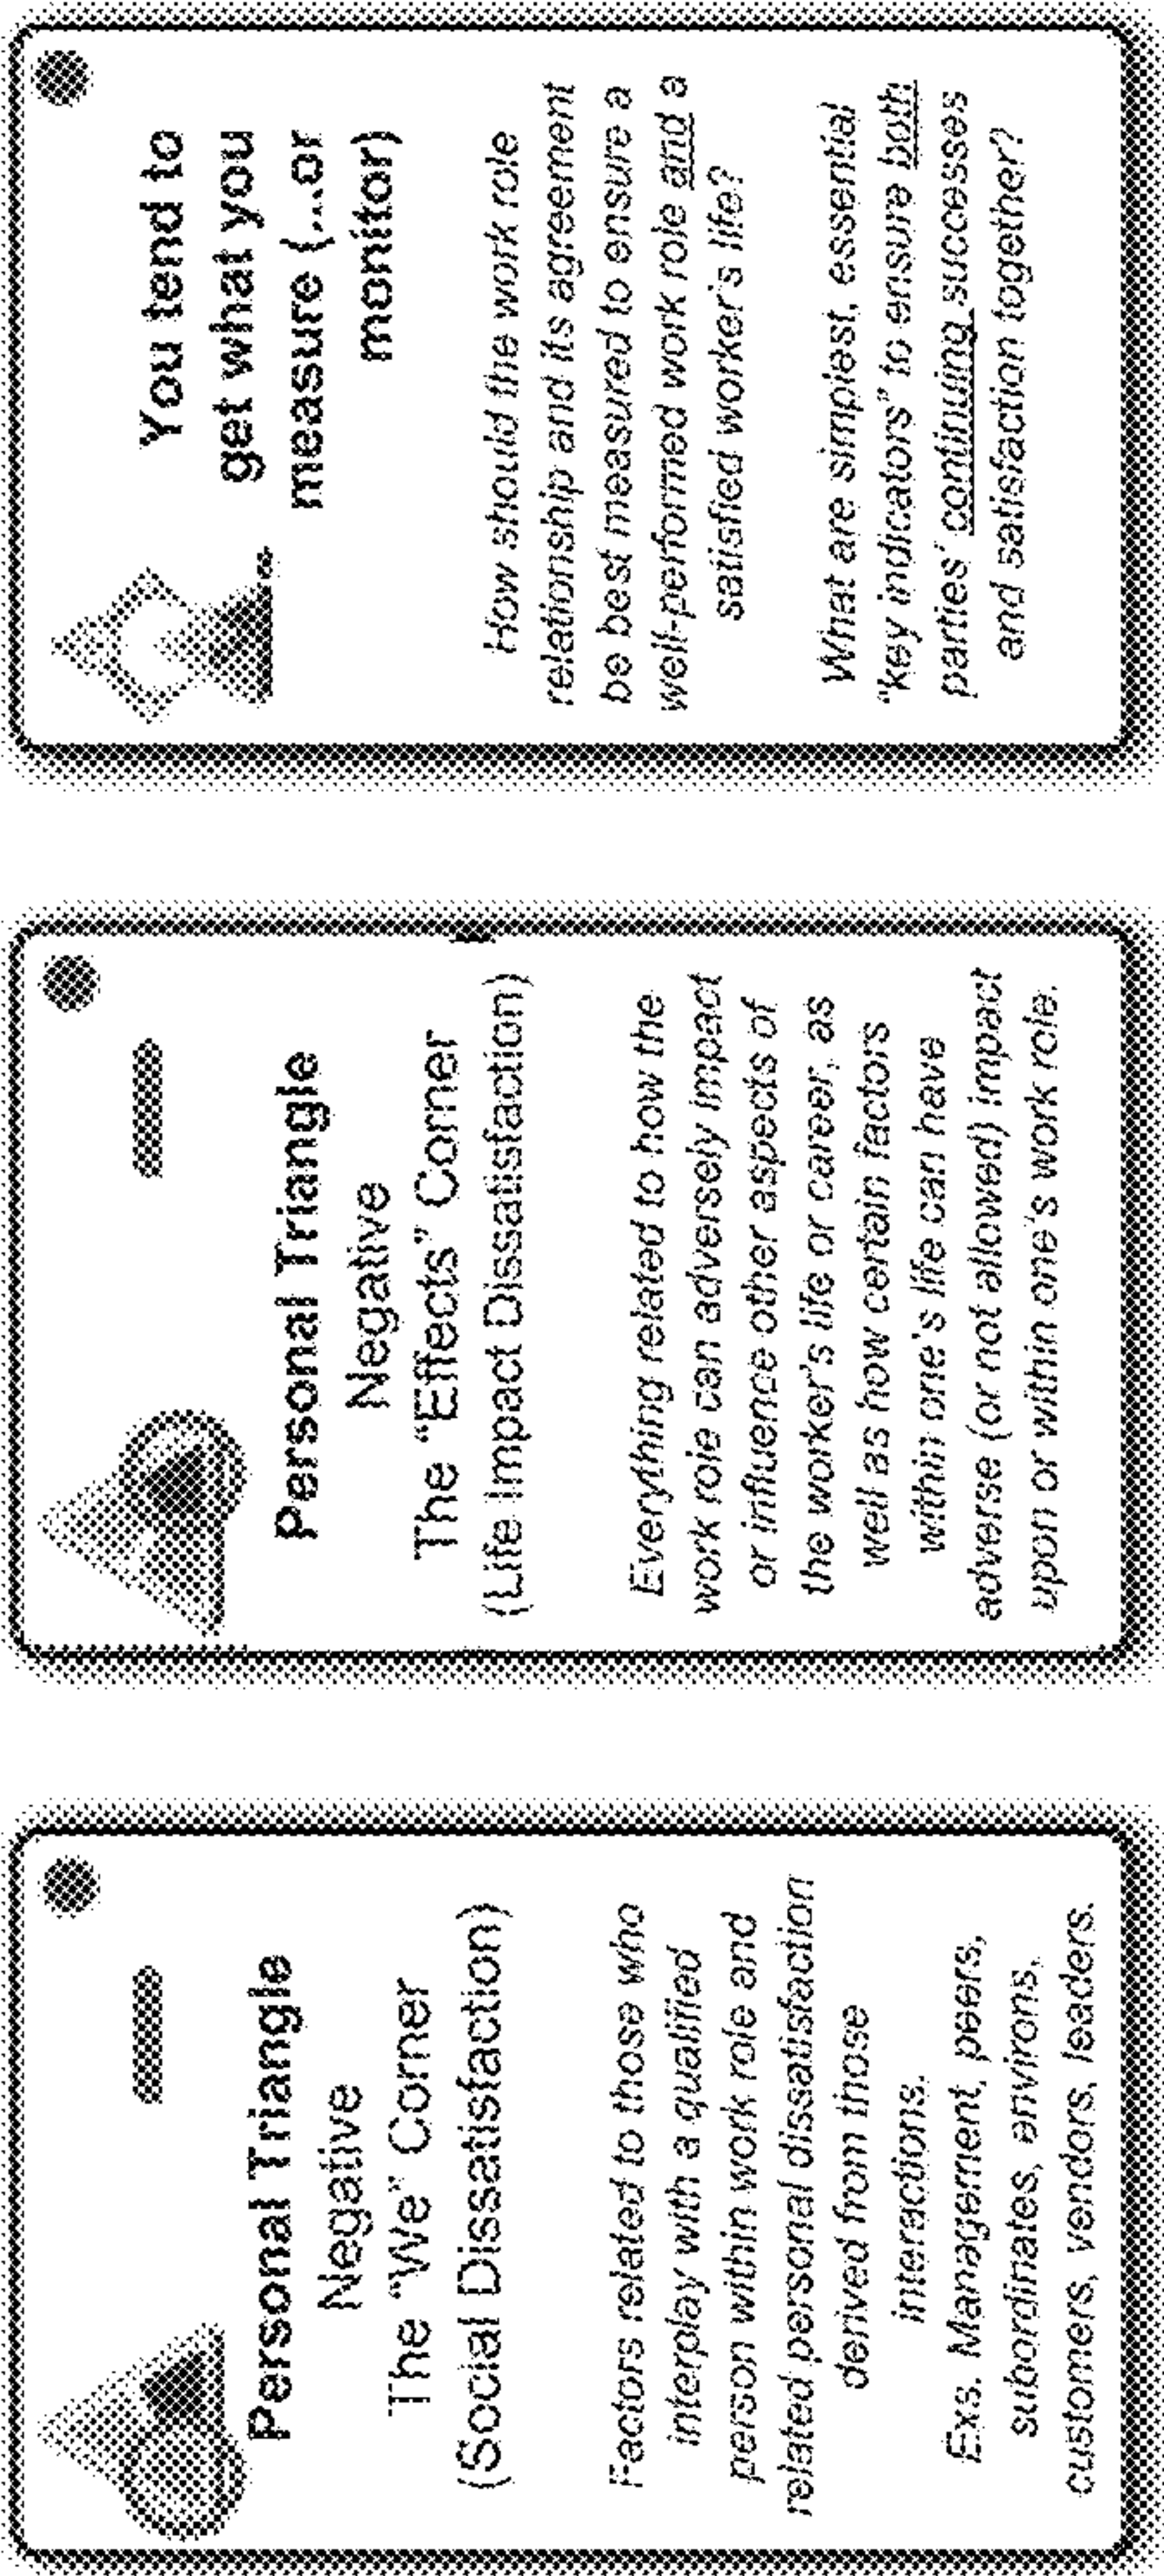 Personal Triangle
Negative
The "We" Corner
(Social Dissatisfaction)
Factors related to those who
interplay with a qualified
person within work role and
related personal dissatisfaction
derived from those
interactions.
Exs. Management, peers,
subordinates, environs,
customers, vendors, leaders.
Personal Triangle
Negative
The "Effects" Corner
(Life Impact Dissatisfaction)
Everything related to how the
work role can adversely impact
or influence other aspects of
the worker's life or career, as
well as how certain factors
within one's life can have
adverse (or not allowed) impact
upon or within one's work role.
You tend to
get what you
measure (...or
monitor)
How should the work role
relationship and its agreement
be best measured to ensure a
well-performed work role and a
satisfied worker's life?
What are simplest, essential
"key indicators" to ensure both
parties' continuing successes
and satisfaction together?